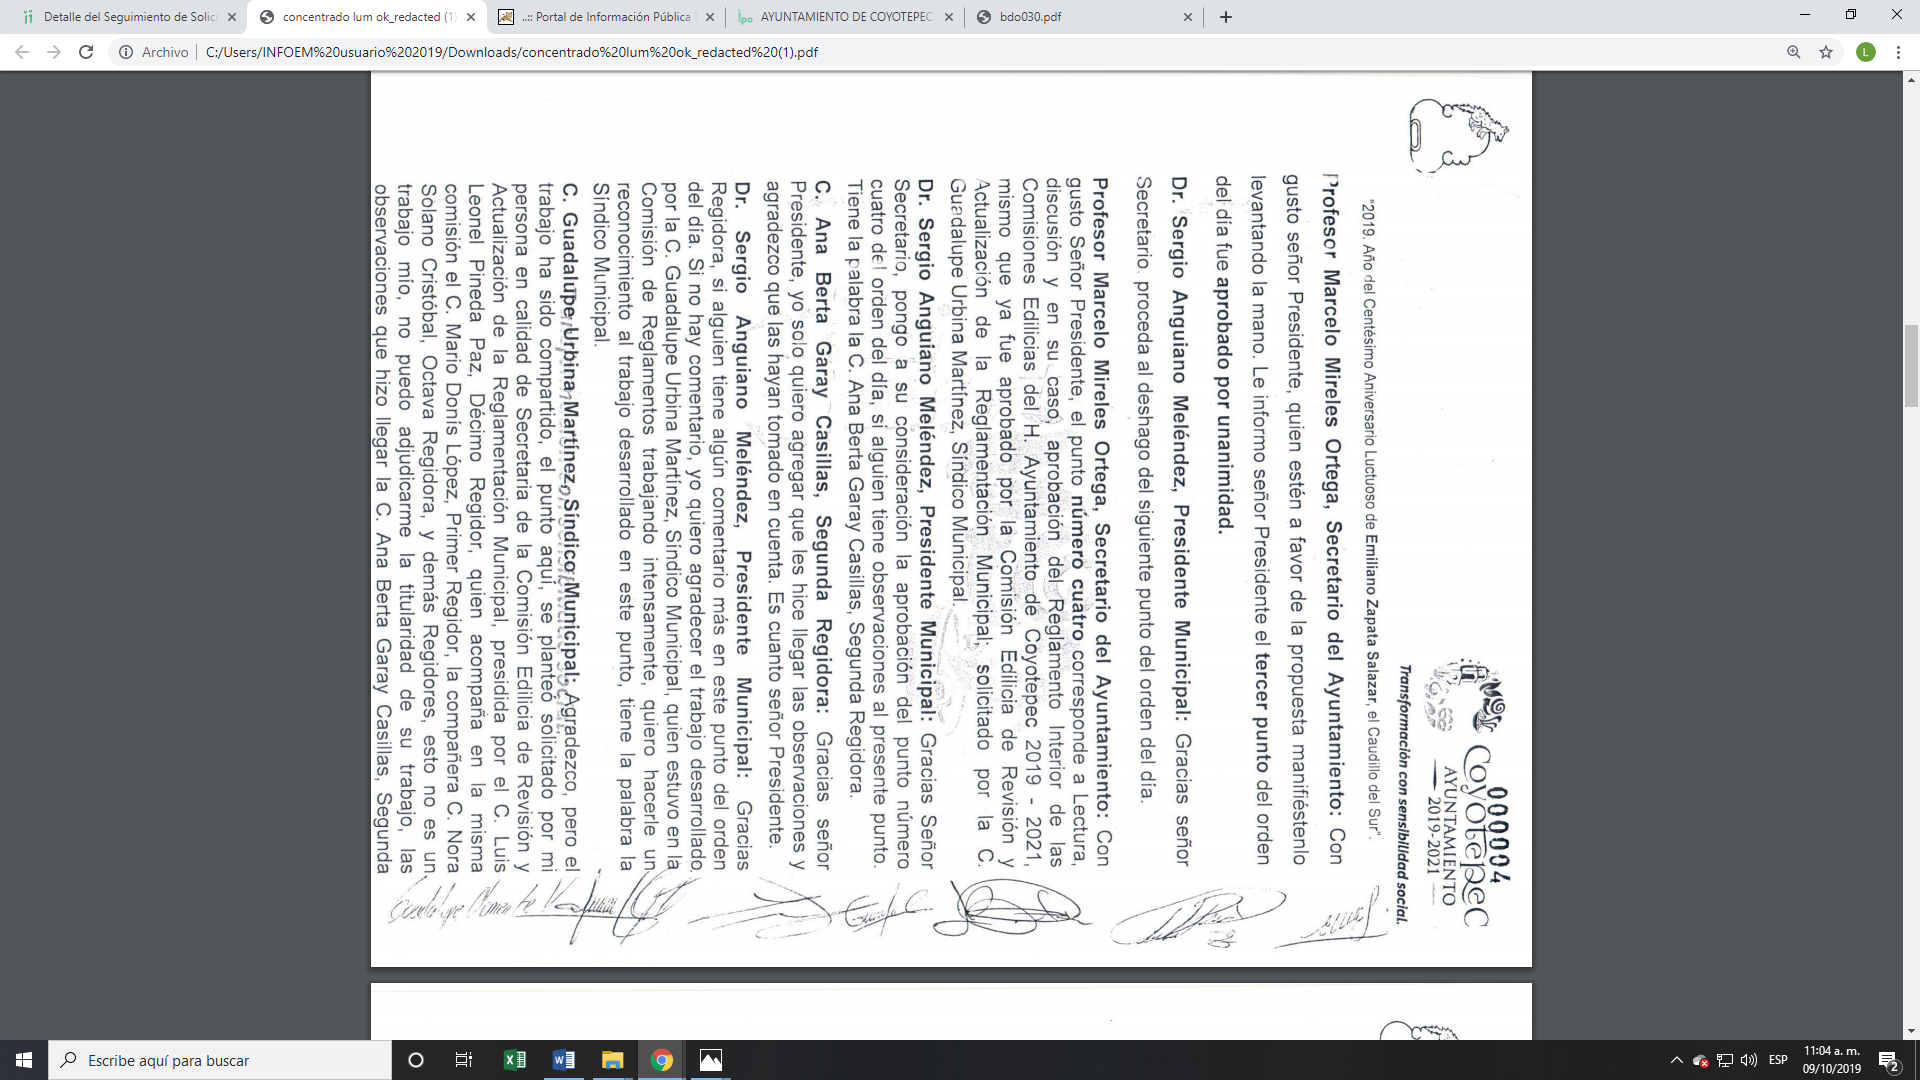 Detalle del Seguimiento de Solici
concentrado lum ok_redacted (1)
..:: Portal de Información Pública
ipo AYUNTAMIENTO DE COYOTEPEC
bdo030.pdf
Archivo
C:/Users/INFOEM%20usuario%202019/Downloads/concentrado%20lum%20ok_redacted%20(1).pdf
L
000004
Coyotepec
AYUNTAMIENTO
2019-2021
Transformación con sensibilidad social.
"2019. Año del Centésimo Aniversario Luctuoso de Emiliano Zapata Salazar, el Caudillo del Sur".
Profesor Marcelo Mireles Ortega, Secretario del Ayuntamiento: Con
gusto señor Presidente, quien estén a favor de la propuesta manifiéstenlo
levantando la mano. Le informo señor Presidente el tercer punto del orden
del día fue aprobado por unanimidad.
Dr. Sergio Anguiano Meléndez, Presidente Municipal: Gracias señor
Secretario, proceda al deshago del siguiente punto del orden del día.
Profesor Marcelo Mireles Ortega, Secretario del Ayuntamiento: Con
gusto Señor Presidente, el punto número cuatro corresponde a Lectura,
discusión y en su caso, aprobación del Reglamento Interior de las
Comisiones Edilicias del H. Ayuntamiento de Coyotepec 2019 - 2021,
mismo que ya fue aprobado por la Comisión Edilicia de Revisión y
Actualización de la Reglamentación Municipal; solicitado por la C.
Guadalupe Urbina Martínez, Síndico Municipal.
Dr. Sergio Anguiano Meléndez, Presidente Municipal: Gracias Señor
Secretario, pongo a su consideración la aprobación del punto número
cuatro del orden del día, si alguien tiene observaciones al presente punto.
Tiene la palabra la C. Ana Berta Garay Casillas, Segunda Regidora.
C. Ana Berta Garay Casillas, Segunda Regidora: Gracias señor
Presidente, yo solo quiero agregar que les hice llegar las observaciones y
agradezco que las hayan tomado en cuenta. Es cuanto señor Presidente.
Dr. Sergio Anguiano Meléndez, Presidente Municipal: Gracias
Regidora, si alguien tiene algún comentario más en este punto del orden
del día. Si no hay comentario, yo quiero agradecer el trabajo desarrollado
por la C. Guadalupe Urbina Martínez, Síndico Municipal, quien estuvo en la
Comisión de Reglamentos trabajando intensamente, quiero hacerle un
reconocimiento al trabajo desarrollado en este punto, tiene la palabra la
Síndico Municipal.
C. Guadalupe Urbina Martínez, Síndico Municipal: Agradezco, pero el
trabajo ha sido compartido, el punto aquí, se planteó solicitado por mi
persona en calidad de Secretaria de la Comisión Edilicia de Revisión y
Actualización de la Reglamentación Municipal, presidida por el C. Luis
Leonel Pineda Paz, Décimo Regidor, quien acompaña en la misma
comisión el C. Mario Donís López, Primer Regidor, la compañera C. Nora
Solano Cristóbal, Octava Regidora, y demás Regidores, esto no es un
trabajo mío, no puedo adjudicarme la titularidad de su trabajo, las
observaciones que hizo llegar la C. Ana Berta Garay Casillas, Segunda
Guadalupe Clemente
Escribe aquí para buscar
ESP
11:04 a. m.
09/10/2019
2